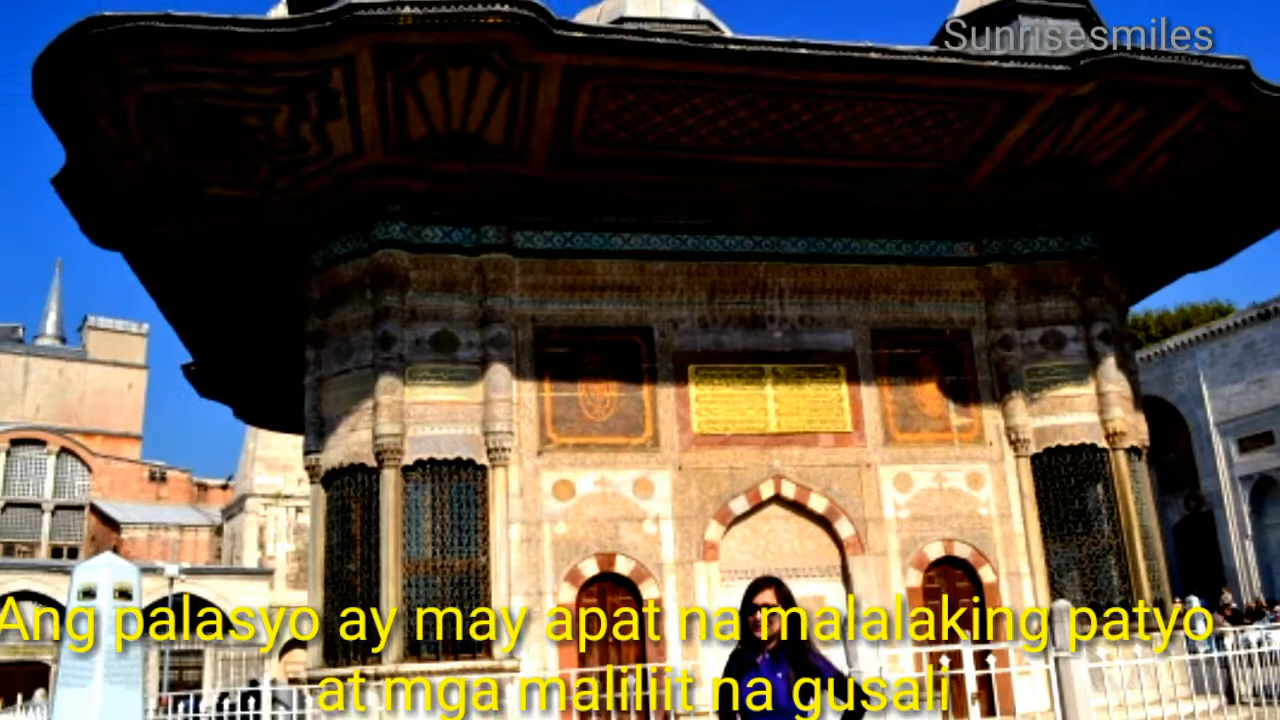 Sunrisesmiles
Ang palasyo ay may apat na malalaking patyo
at mga maliliit na gusali